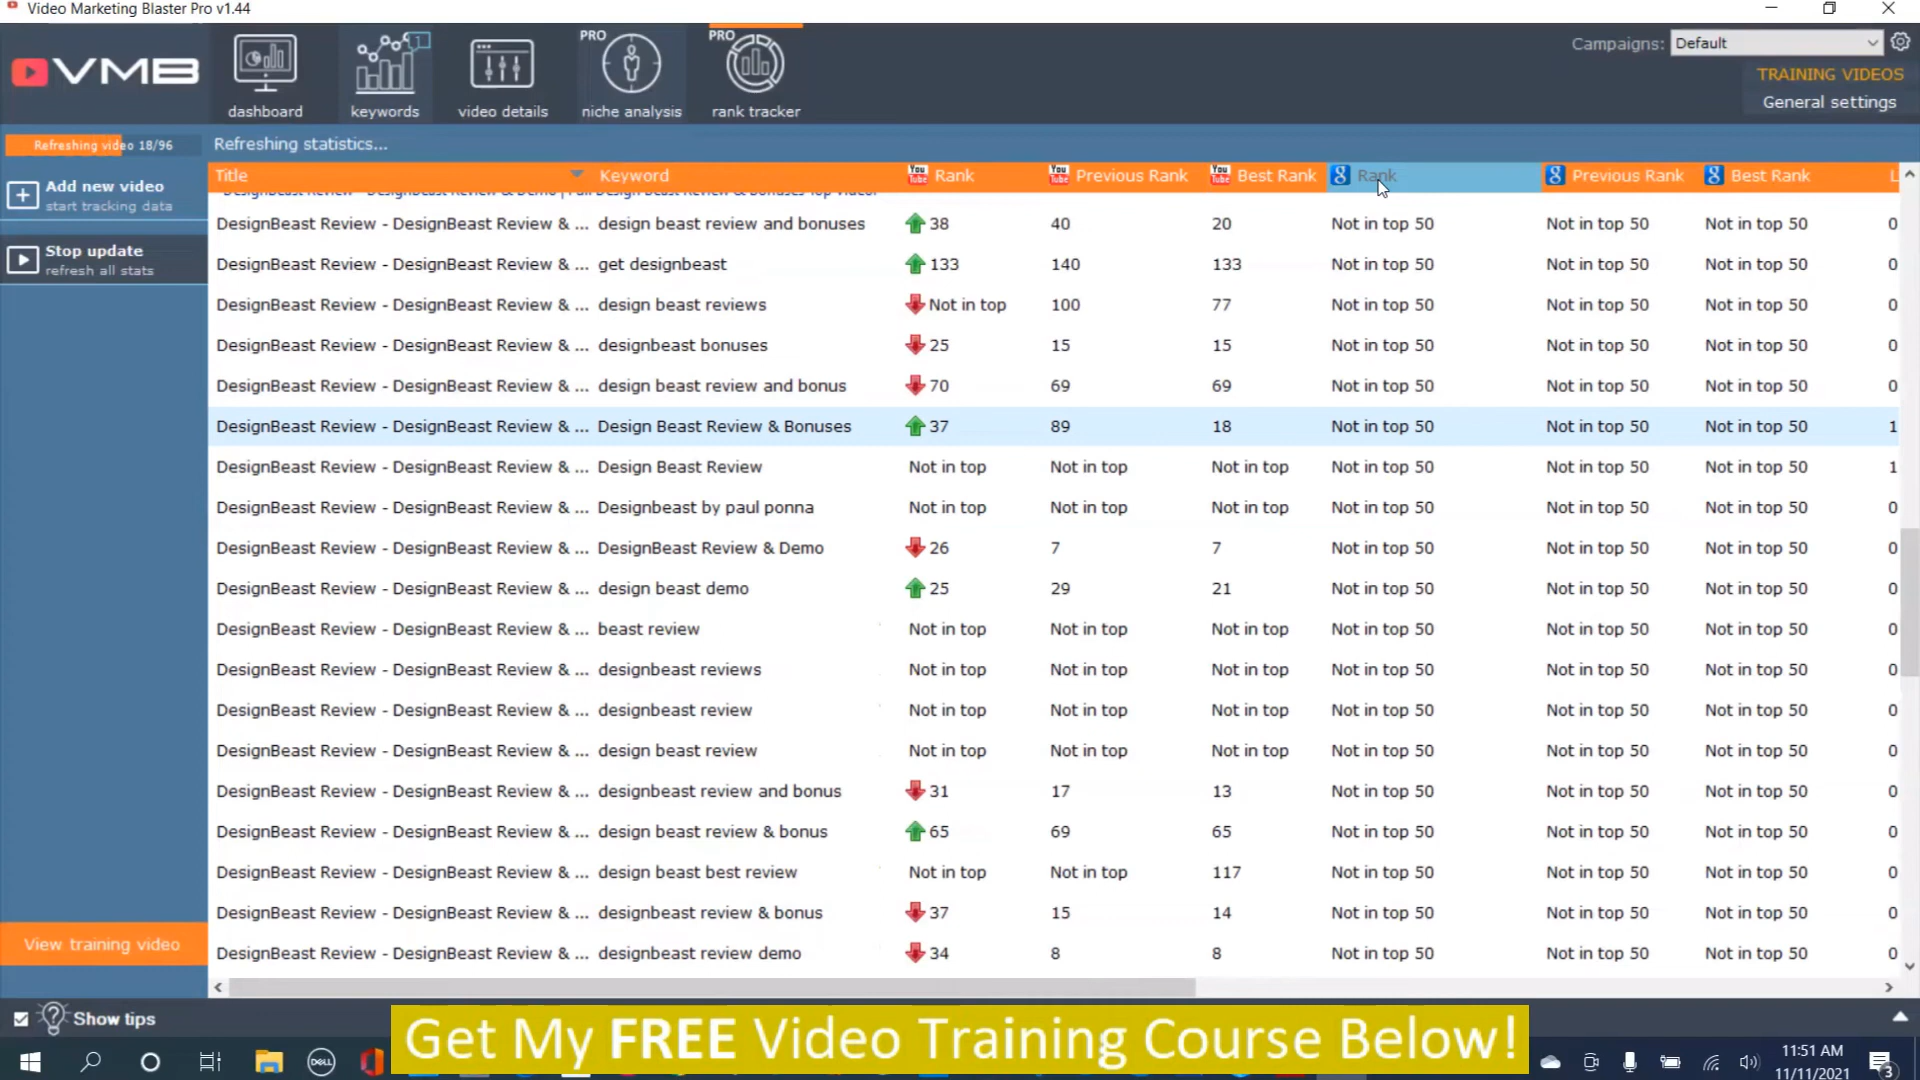 Video Marketing Blaster Pro v1.44
VMB
dashboard
1
keywords
video details
PRO
niche analysis
PRO
rank tracker
Campaigns: Default
TRAINING VIDEOS
General settings
Refreshing video 18/96
Refreshing statistics...
Add new video
start tracking data
Stop update
refresh all stats
Title Keyword You Tube Rank You Tube Previous Rank You Tube Best Rank 8 Rank 8 Previous Rank 8 Best Rank L
DesignBeast Review - DesignBeast Review & ... design beast review and bonuses 38 40 20 Not in top 50 Not in top 50 Not in top 50 0
DesignBeast Review - DesignBeast Review & ... get designbeast 133 140 133 Not in top 50 Not in top 50 Not in top 50 0
DesignBeast Review - DesignBeast Review & ... design beast reviews Not in top 100 77 Not in top 50 Not in top 50 Not in top 50 0
DesignBeast Review - DesignBeast Review & ... designbeast bonuses 25 15 15 Not in top 50 Not in top 50 Not in top 50 0
DesignBeast Review - DesignBeast Review & ... design beast review and bonus 70 69 69 Not in top 50 Not in top 50 Not in top 50 0
DesignBeast Review - DesignBeast Review & ... Design Beast Review & Bonuses 37 89 18 Not in top 50 Not in top 50 Not in top 50 1
DesignBeast Review - DesignBeast Review & ... Design Beast Review Not in top Not in top Not in top Not in top 50 Not in top 50 Not in top 50 1
DesignBeast Review - DesignBeast Review & ... Designbeast by paul ponna Not in top Not in top Not in top Not in top 50 Not in top 50 Not in top 50 0
DesignBeast Review - DesignBeast Review & ... DesignBeast Review & Demo 26 7 7 Not in top 50 Not in top 50 Not in top 50 0
DesignBeast Review - DesignBeast Review & ... design beast demo 25 29 21 Not in top 50 Not in top 50 Not in top 50 0
DesignBeast Review - DesignBeast Review & ... beast review Not in top Not in top Not in top Not in top 50 Not in top 50 Not in top 50 0
DesignBeast Review - DesignBeast Review & ... designbeast reviews Not in top Not in top Not in top Not in top 50 Not in top 50 Not in top 50 0
DesignBeast Review - DesignBeast Review & ... designbeast review Not in top Not in top Not in top Not in top 50 Not in top 50 Not in top 50 0
DesignBeast Review - DesignBeast Review & ... design beast review Not in top Not in top Not in top Not in top 50 Not in top 50 Not in top 50 0
DesignBeast Review - DesignBeast Review & ... designbeast review and bonus 31 17 13 Not in top 50 Not in top 50 Not in top 50 0
DesignBeast Review - DesignBeast Review & ... design beast review & bonus 65 69 65 Not in top 50 Not in top 50 Not in top 50 0
DesignBeast Review - DesignBeast Review & ... design beast best review Not in top Not in top 117 Not in top 50 Not in top 50 Not in top 50 0
DesignBeast Review - DesignBeast Review & ... designbeast review & bonus 37 15 14 Not in top 50 Not in top 50 Not in top 50 0
DesignBeast Review - DesignBeast Review & ... designbeast review demo 34 8 8 Not in top 50 Not in top 50 Not in top 50 0
View training video
Show tips
Get My FREE Video Training Course Below!
DELL
11:51 AM
11/11/2021
3